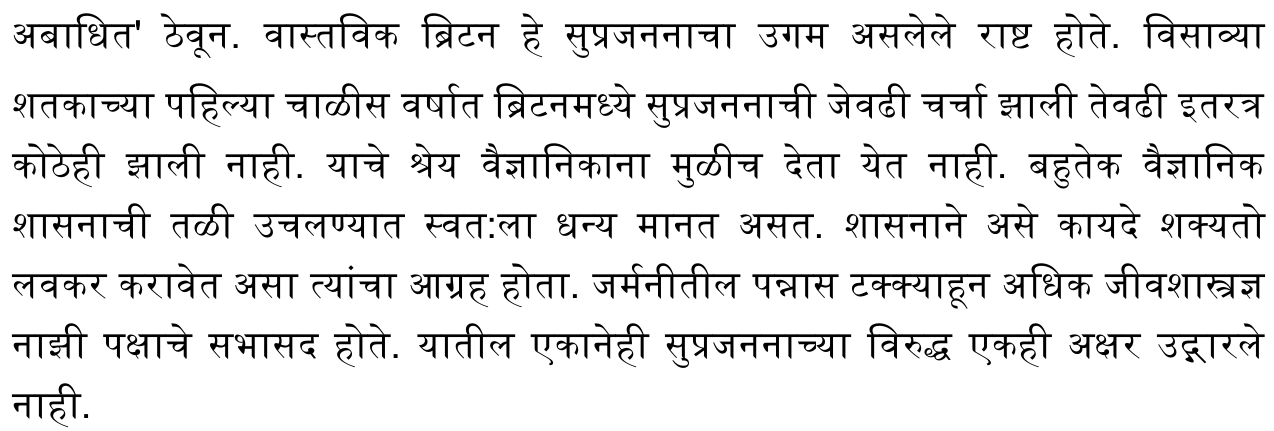 अबाधित' ठेवून. वास्तविक ब्रिटन हे सुप्रजननाचा उगम असलेले राष्ट होते. विसाव्या
शतकाच्या पहिल्या चाळीस वर्षात ब्रिटनमध्ये सुप्रजननाची जेवढी चर्चा झाली तेवढी इतरत्र
कोठेही झाली नाही. याचे श्रेय वैज्ञानिकाना मुळीच देता येत नाही. बहुतेक वैज्ञानिक
शासनाची तळी उचलण्यात स्वत:ला धन्य मानत असत. शासनाने असे कायदे शक्यतो
लवकर करावेत असा त्यांचा आग्रह होता. जर्मनीतील पन्नास टक्क्याहून अधिक जीवशास्त्रज्ञ
नाझी पक्षाचे सभासद होते. यातील एकानेही सुप्रजननाच्या विरुद्ध एकही अक्षर उद्गारले
नाही.